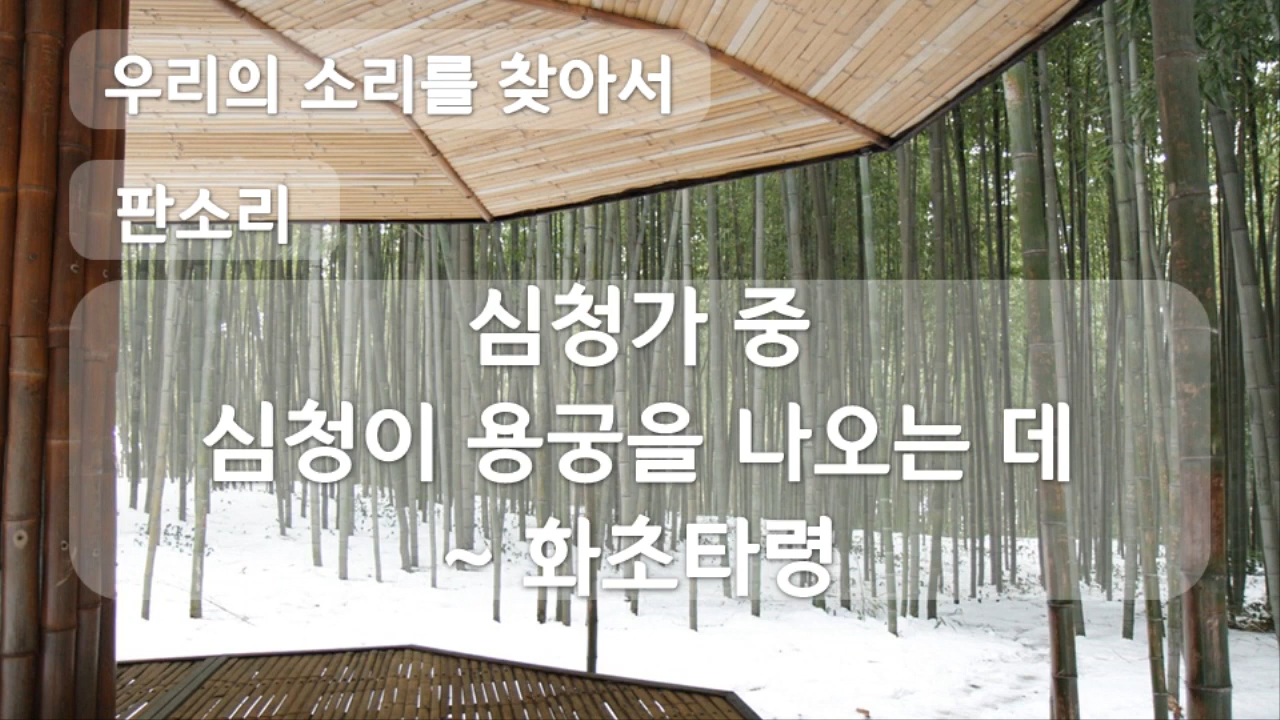 우리의 소리를 찾아서
판소리
심청가 중
심청이 용궁을 나오는 데
~ 화초타령